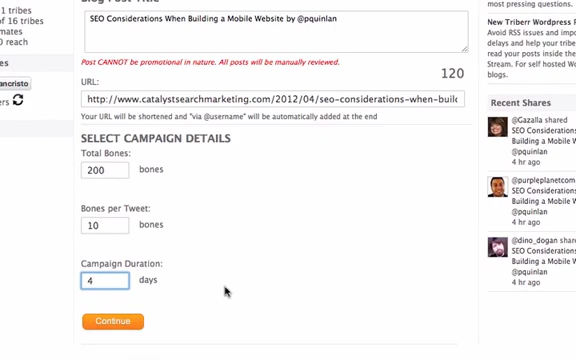 1 tribes
of 16 tribes
mates
0 reach
es
ancristo
ers
Blog Post Title
SEO Considerations When Building a Mobile Website by @pquinlan
Post CANNOT be promotional in nature. All posts will be manually reviewed.
120
URL:
http://www.catalystsearchmarketing.com/2012/04/seo-considerations-when-builc
Your URL will be shortened and "via @username" will be automatically added at the end
SELECT CAMPAIGN DETAILS
Total Bones:
200 bones
Bones per Tweet:
10 bones
Campaign Duration:
4 days
Continue
most pressing questions.
New Triberr Wordpress P
Avoid RSS issues and impo
delays and help your tribe
read your posts inside the
Stream. For self hosted Wo
blogs.
Recent Shares
@Gazalla shared
SEO Considerations
Building a Mobile W
@pquinlan
4 hr ago
@purpleplanetcom
SEO Considerations
Building a Mobile W
@pquinlan
4 hr ago
@dino_dogan share
SEO Considerations
Building a Mobile W
@pquinlan
4 hr ago